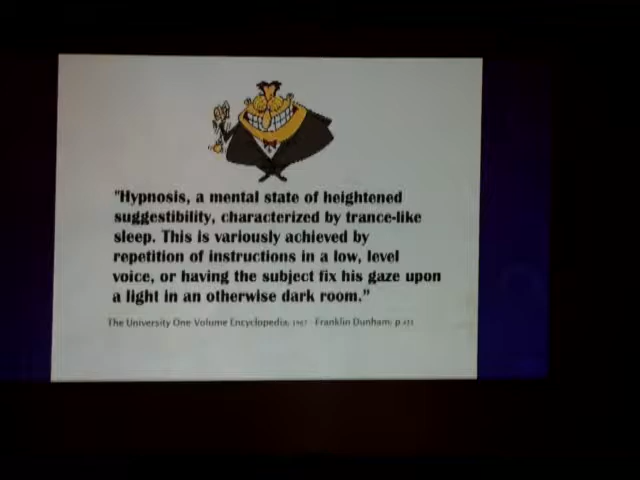 "Hypnosis, a mental state of heightened
suggestibility, characterized by trance-like
sleep. This is variously achieved by
repetition of instructions in a low, level
voice, or having the subject fix his gaze upon
a light in an otherwise dark room."
The University One Volume Encyclopedia, 1967 Franklin Dunham, p